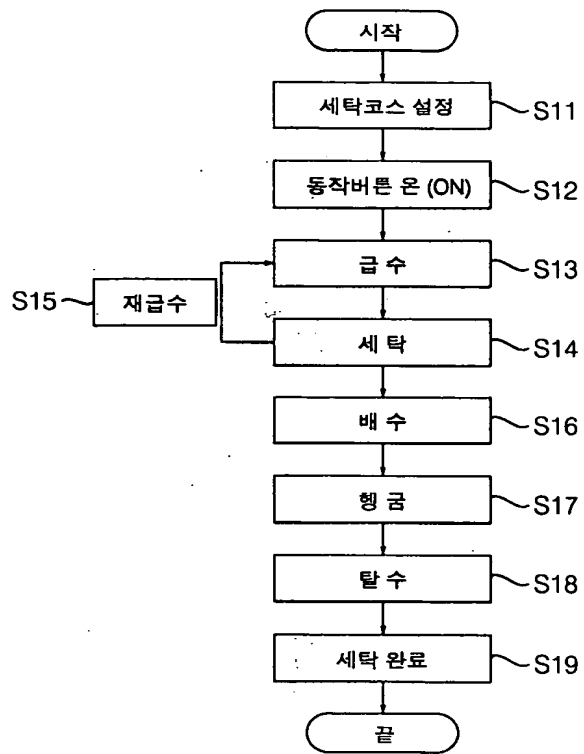 시작
세탁코스 설정
S11
동작버튼 온 (ON)
S12
급 수
S13
S15
재급수
세 탁
S14
배 수
S16
헹 굼
S17
탈 수
S18
세탁 완료
S19
끝